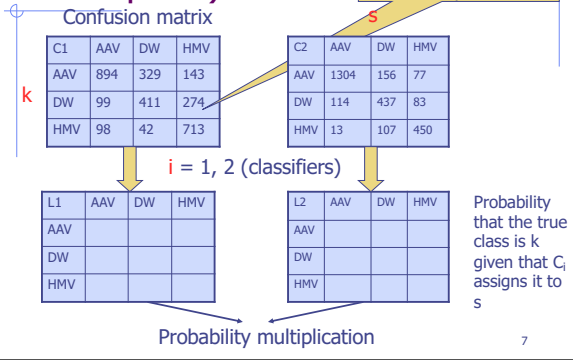 Confusion matrix
s
k
C1 AAV DW HMV
AAV 894 329 143
DW 99 411 274
HMV 98 42 713
C2 AAV DW HMV
AAV 1304 156 77
DW 114 437 83
HMV 13 107 450
i = 1, 2 (classifiers)
L1 AAV DW HMV
AAV
DW
HMV
L2 AAV DW HMV
AAV
DW
HMV
Probability
that the true
class is k
given that Ci
assigns it to
s
Probability multiplication
7